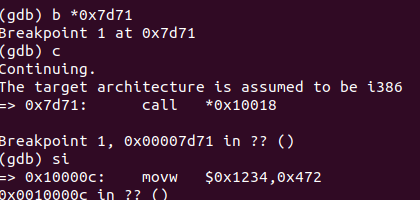 (gdb) b *0x7d71
Breakpoint 1 at 0x7d71
(gdb) c
Continuing.
The target architecture is assumed to be i386
=> 0x7d71:      call   *0x10018

Breakpoint 1, 0x00007d71 in ?? ()
(gdb) si
=> 0x10000c:    movw   $0x1234,0x472
0x0010000c in ?? ()